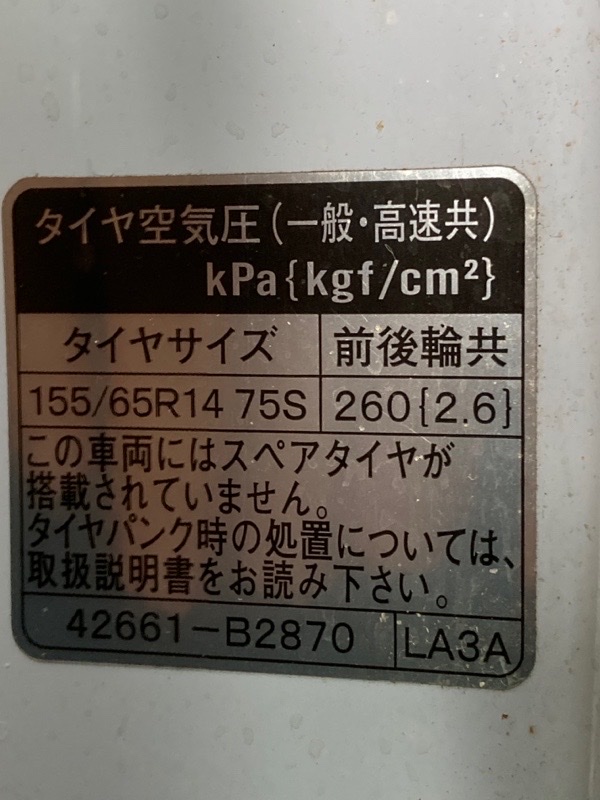 タイヤ空気圧（一般・高速共）
kPa{kgf/cm²}
タイヤサイズ 前後輪共
155/65R14 75S 260{2.6}
この車両にはスペアタイヤが
搭載されていません。
タイヤパンク時の処置については、
取扱説明書をお読み下さい。
42661-B2870 LA3A